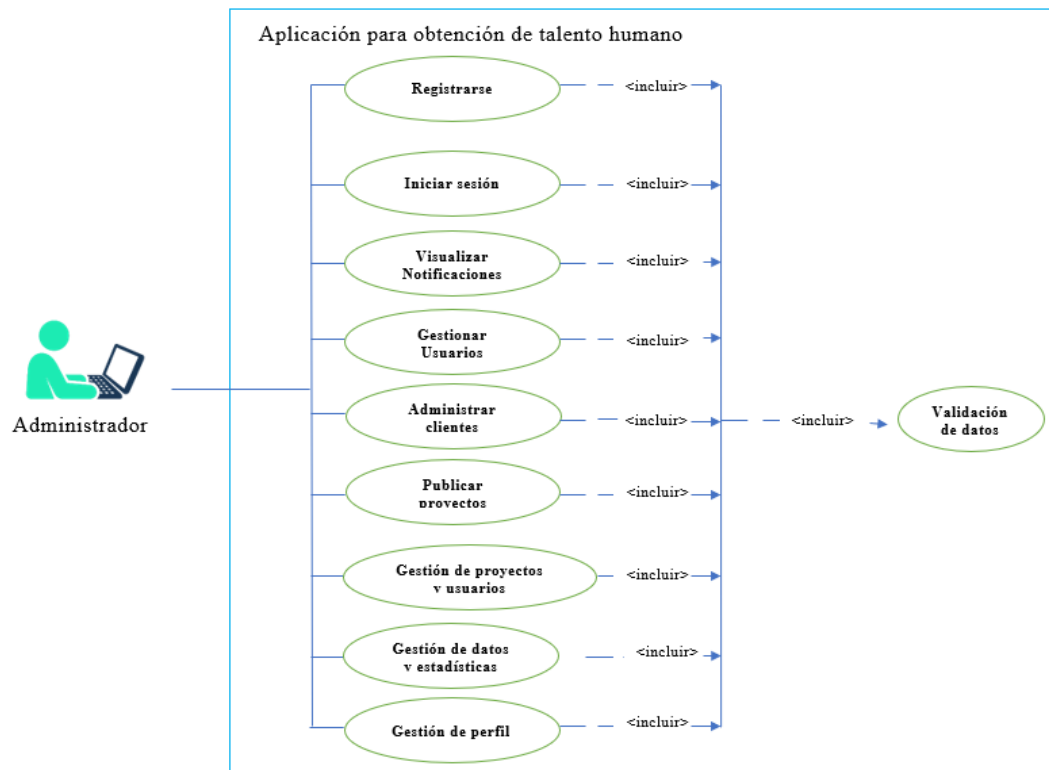 Aplicación para obtención de talento humano
Registrarse
<incluir>
Iniciar sesión
<incluir>
Visualizar
Notificaciones
<incluir>
Gestionar
Usuarios
<incluir>
Administrador
Administrar
clientes
<incluir>
<incluir>
Validación
de datos
Publicar
proyectos
<incluir>
Gestión de proyectos
y usuarios
<incluir>
Gestión de datos
y estadísticas
<incluir>
Gestión de perfil
<incluir>